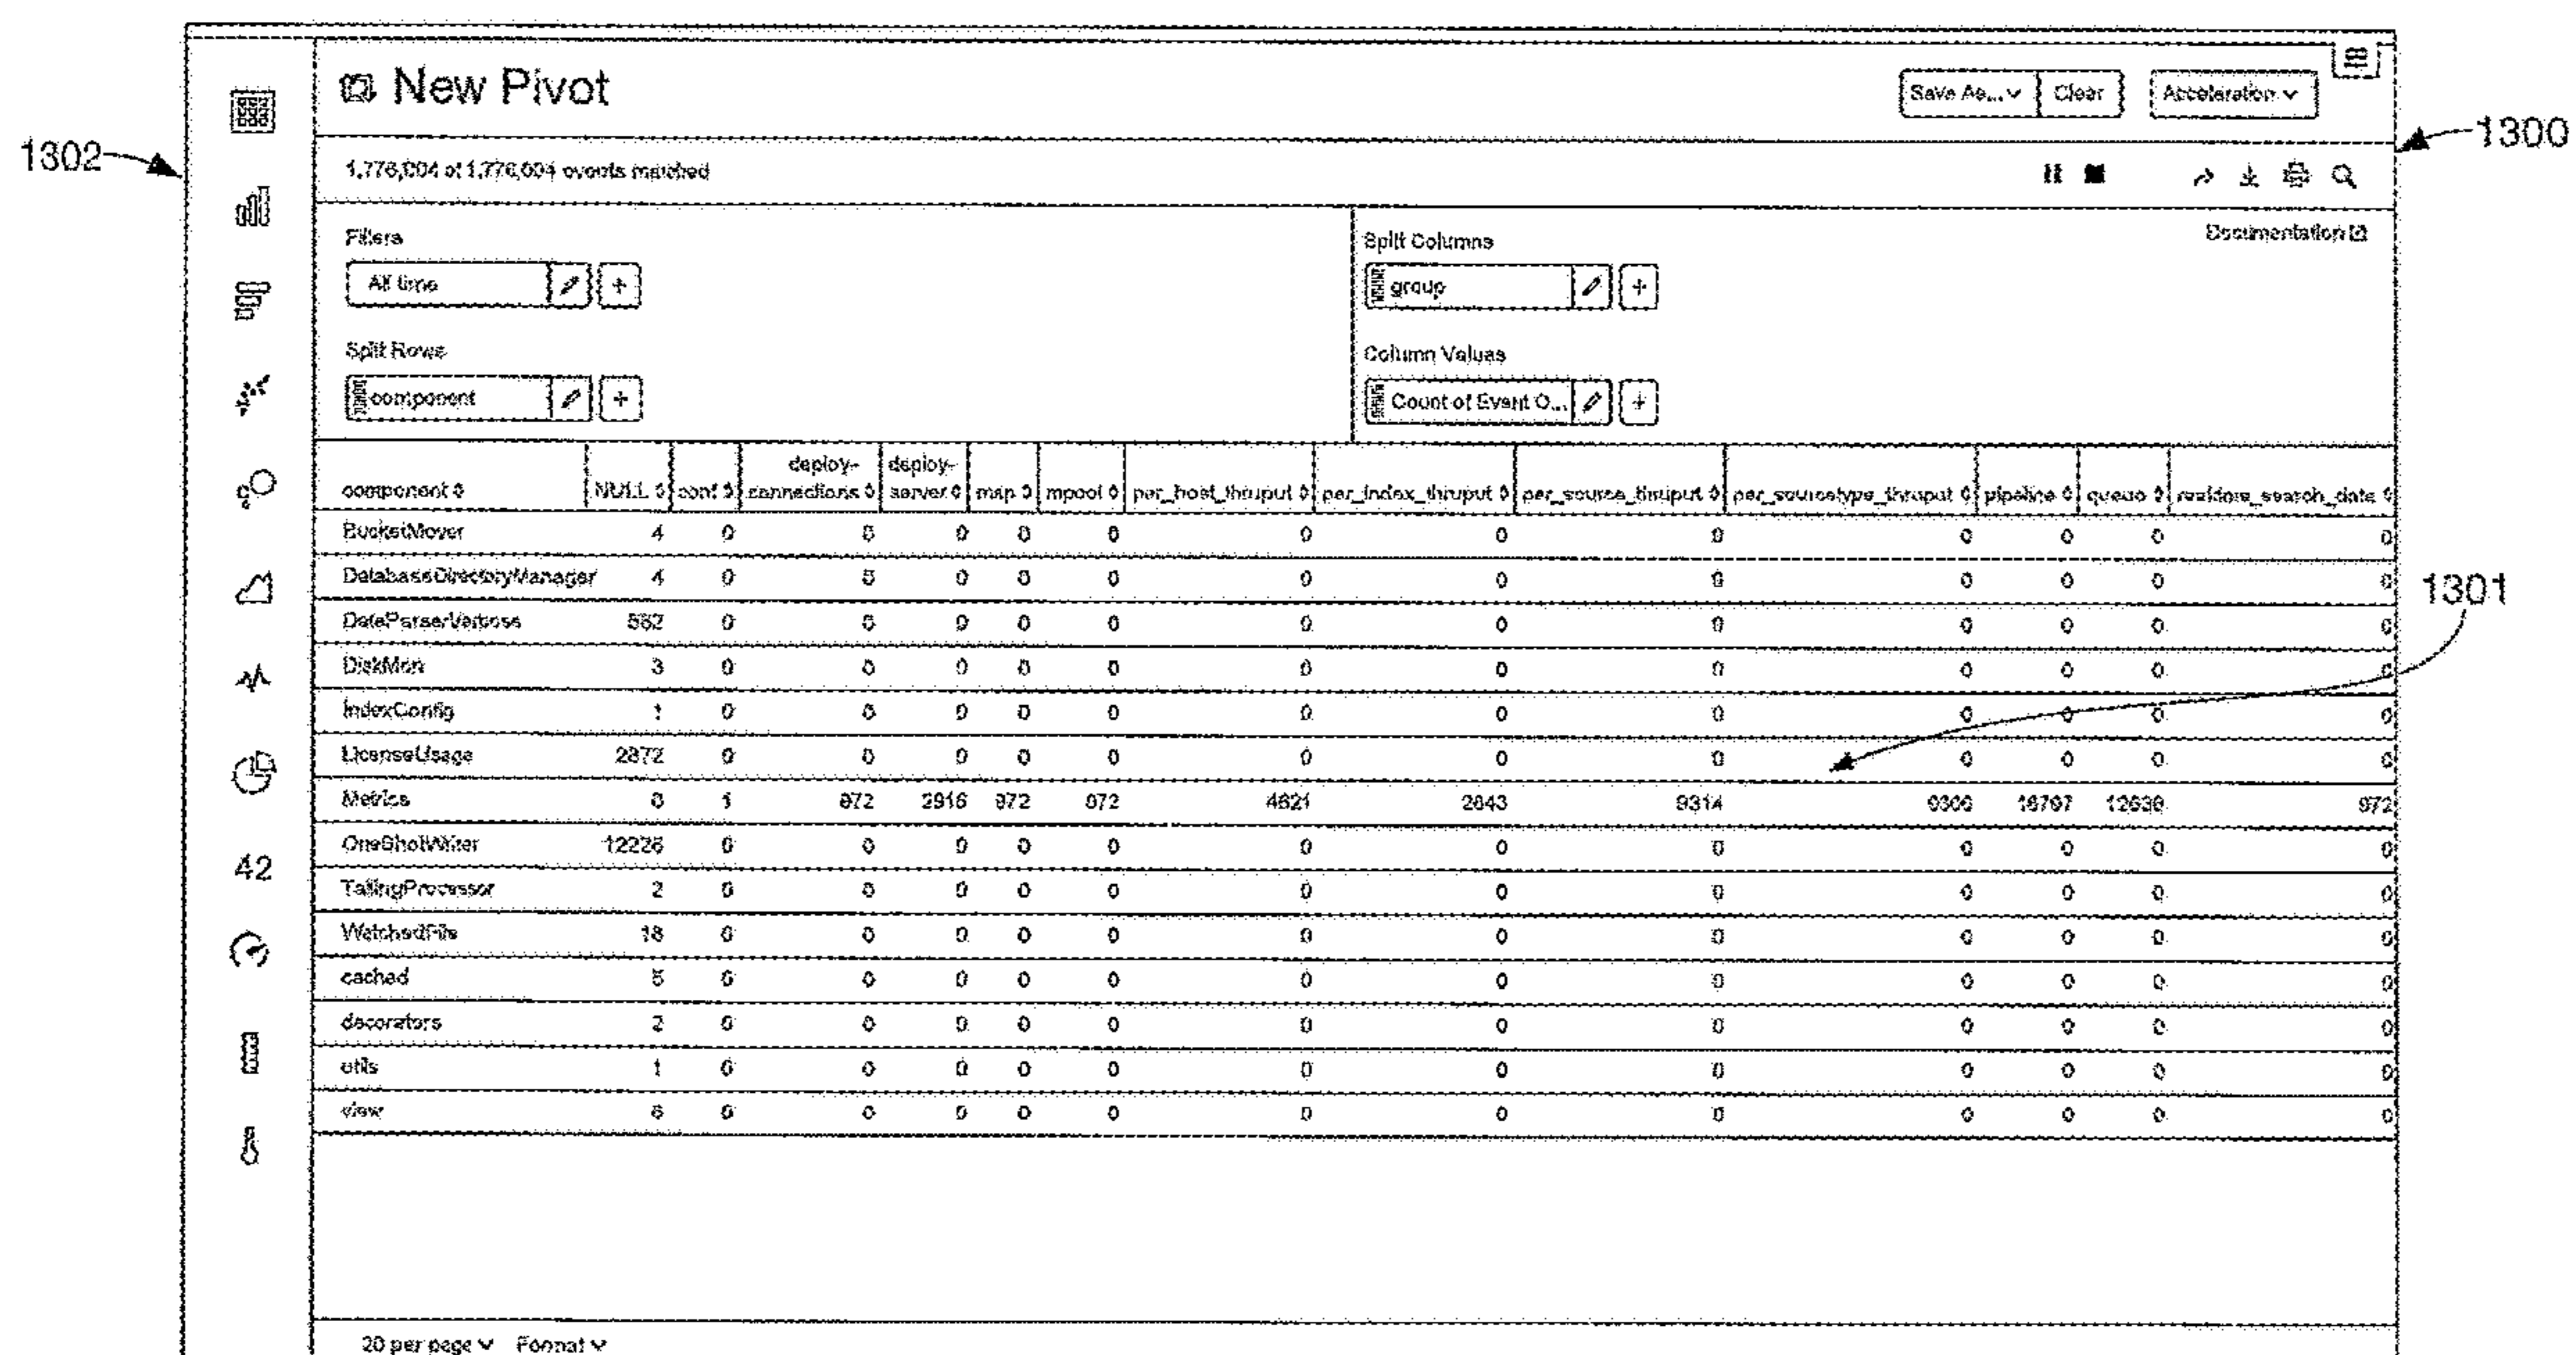 New Pivot
Save As... Clear Acceleration
1300
1302
of events matched
Documentation
Filters
All time
Split Columns
group
Split Rows
component
Column Values
Count of Event O...
component NULL conf deploy-connections deploy-server map mpool per_host_thruput per_index_thruput per_source_thruput per_sourcetype_thruput pipeline queue realtime_search_data
BucketMover 4 0 0 0 0 0 0 0 0 0 0 0 0
DatabaseDirectoryManager 4 0 0 0 0 0 0 0 0 0 0 0 0
1301
DateParserVerbose 0 0 0 0 0 0 0 0 0 0 0 0
DiskMon 3 0 0 0 0 0 0 0 0 0 0 0 0
IndexConfig 1 0 0 0 0 0 0 0 0 0 0 0 0
LicenseUsage 2872 0 0 0 0 0 0 0 0 0 0 0 0
Metrics 0 1 972 2916 972 972 4821 2843 9314 16797 972
OneShotWriter 12226 0 0 0 0 0 0 0 0 0 0 0 0
TailingProcessor 2 0 0 0 0 0 0 0 0 0 0 0 0
WatchedFile 18 0 0 0 0 0 0 0 0 0 0 0 0
cached 5 0 0 0 0 0 0 0 0 0 0 0 0
decorators 2 0 0 0 0 0 0 0 0 0 0 0 0
utils 1 0 0 0 0 0 0 0 0 0 0 0 0
view 6 0 0 0 0 0 0 0 0 0 0 0 0
42
20 per page Format